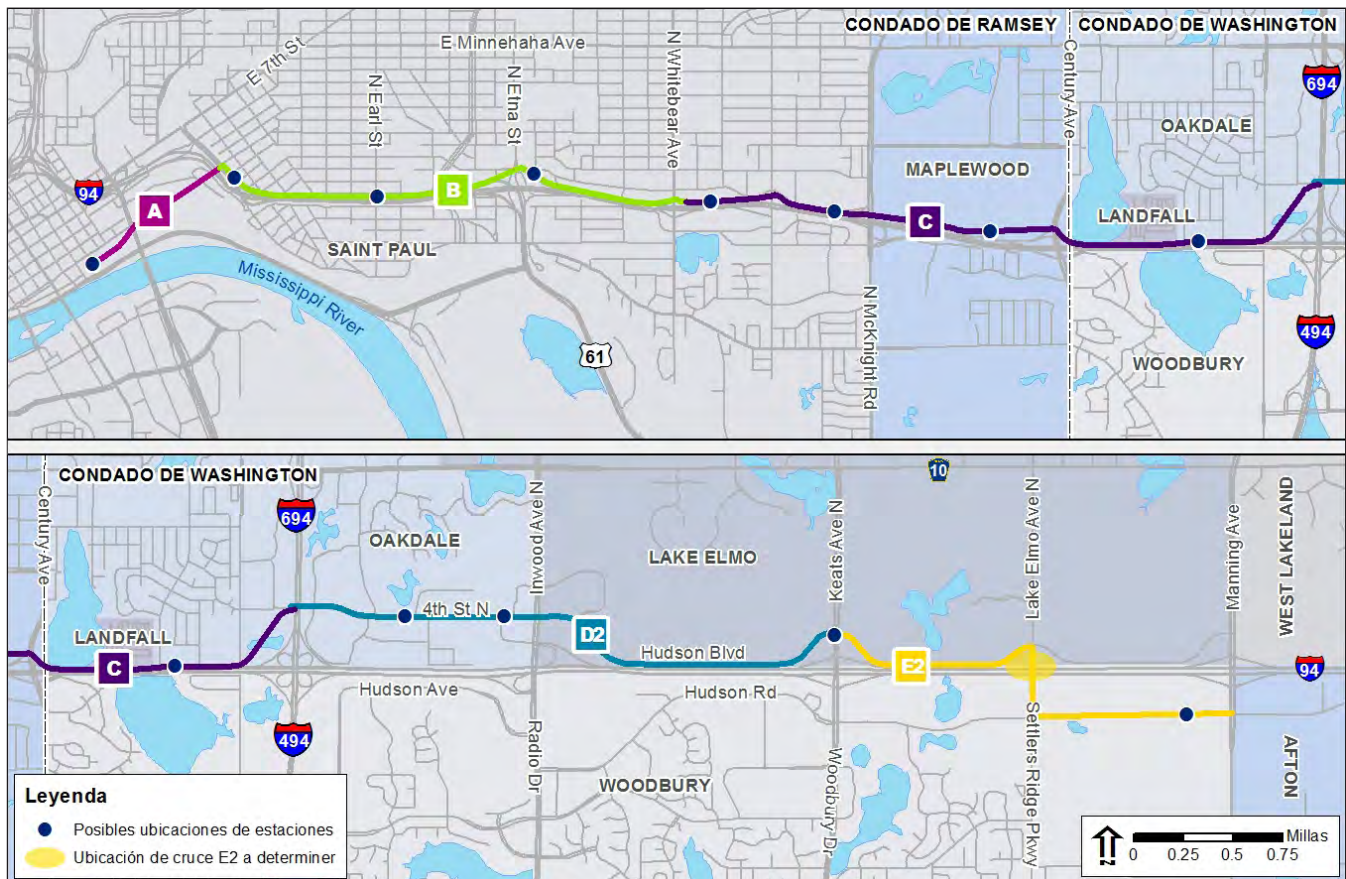 CONDADO DE RAMSEY
CONDADO DE WASHINGTON
E 7th St
E Minnehaha Ave
N Earl St
N Etna St
N Whitebear Ave
Century Ave
694
OAKDALE
94
A
B
MAPLEWOOD
C
LANDFALL
SAINT PAUL
Mississippi River
61
N McKnight Rd
494
WOODBURY
CONDADO DE WASHINGTON
Century Ave
694
OAKDALE
Inwood Ave N
LAKE ELMO
Keats Ave N
10
Lake Elmo Ave N
Manning Ave
WEST LAKELAND
4th St N
LANDFALL
C
D2
Hudson Blvd
E2
94
Hudson Ave
Hudson Rd
494
Radio Dr
WOODBURY
Woodbury Dr
Settlers Ridge Pkwy
AFTON
Leyenda
Posibles ubicaciones de estaciones
Ubicación de cruce E2 a determiner
N
Millas
0 0.25 0.5 0.75